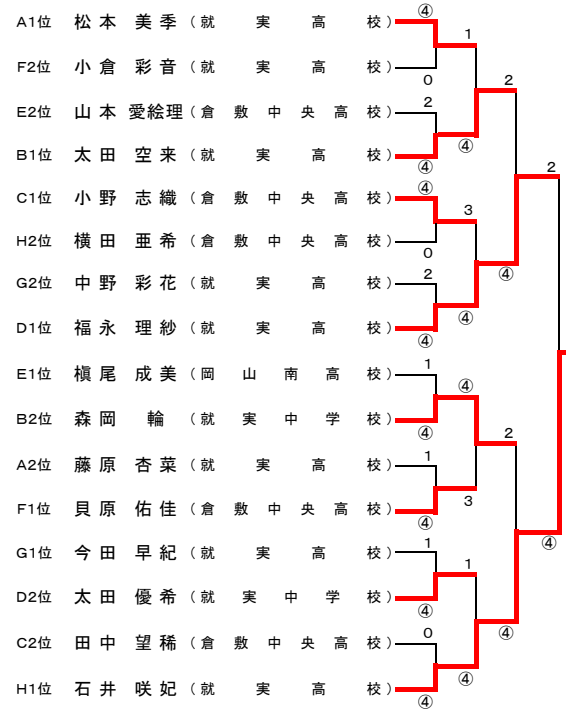 ④
A1位 松本 美季 (就実高校)
1
F2位 小倉 彩音 (就実高校)
0
2
E2位 山本 愛絵理 (倉敷中央高校)
2
B1位 太田 空来 (就実高校)
④
④
C1位 小野 志織 (倉敷中央高校)
④
2
3
H2位 横田 亜希 (倉敷中央高校)
0
G2位 中野 彩花 (就実高校)
2
④
D1位 福永 理紗 (就実高校)
④
④
E1位 槇尾 成美 (岡山南高校)
1
④
B2位 森岡 輪 (就実中学校)
④
2
A2位 藤原 杏菜 (就実高校)
1
F1位 貝原 佑佳 (倉敷中央高校)
④
3
G1位 今田 早紀 (就実高校)
1
④
1
D2位 太田 優希 (就実中学校)
④
C2位 田中 望稀 (倉敷中央高校)
0
④
H1位 石井 咲妃 (就実高校)
④
④